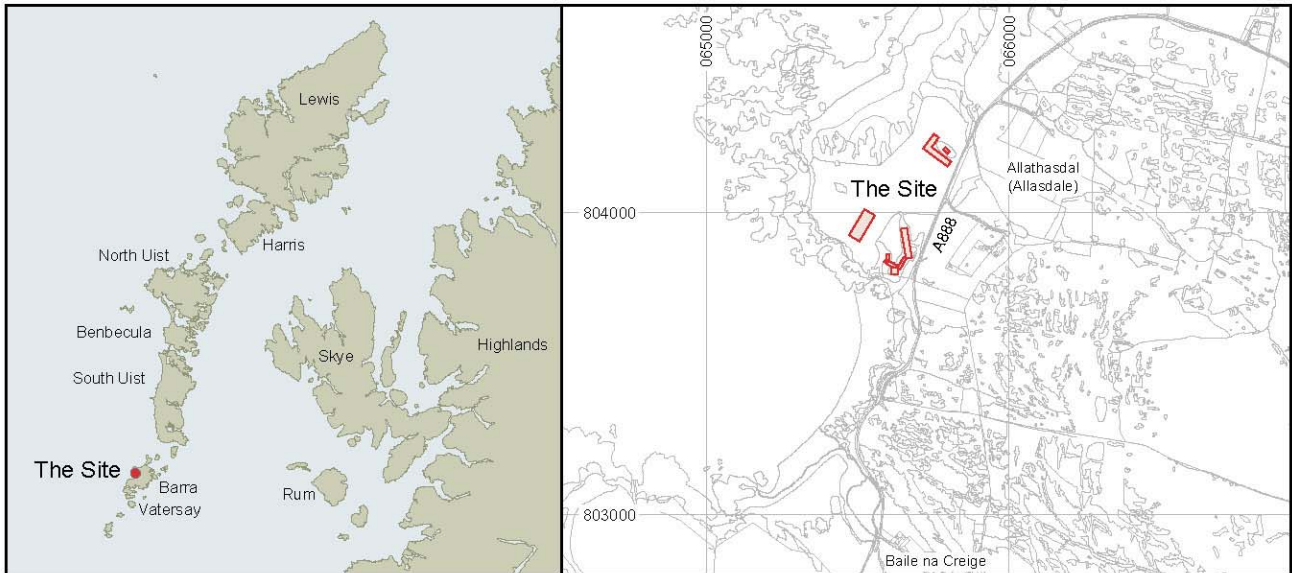 Lewis
Harris
North Uist
Benbecula
South Uist
Skye
Highlands
The Site
Barra
Vatersay
Rum
065000
066000
Allathasdal
(Allasdale)
The Site
804000
A888
803000
Baile na Creige